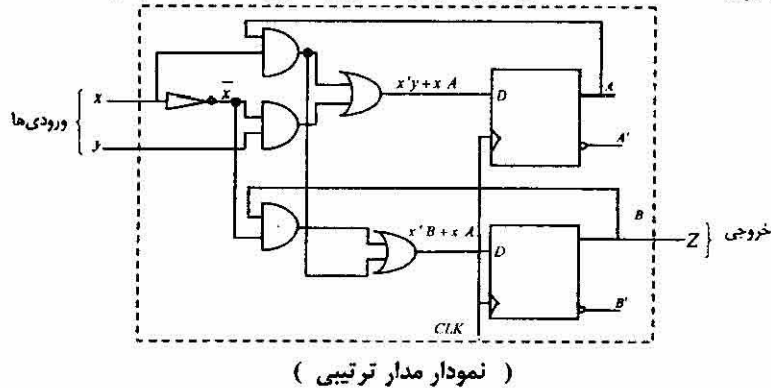 ورودی‌ها
x
y
x̄
x'y+x A
D
A
A'
x'B+x A
D
B
B'
CLK
Z
خروجی
( نمودار مدار ترتیبی )